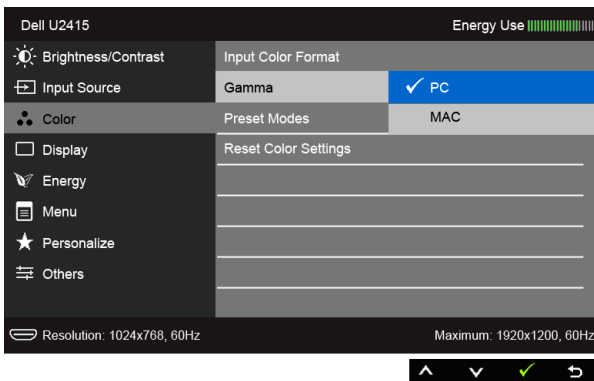 Dell U2415 Energy Use
Brightness/Contrast Input Color Format
Input Source Gamma PC
Color Preset Modes MAC
Display Reset Color Settings
Energy
Menu
Personalize
Others
Resolution: 1024x768, 60Hz Maximum: 1920x1200, 60Hz